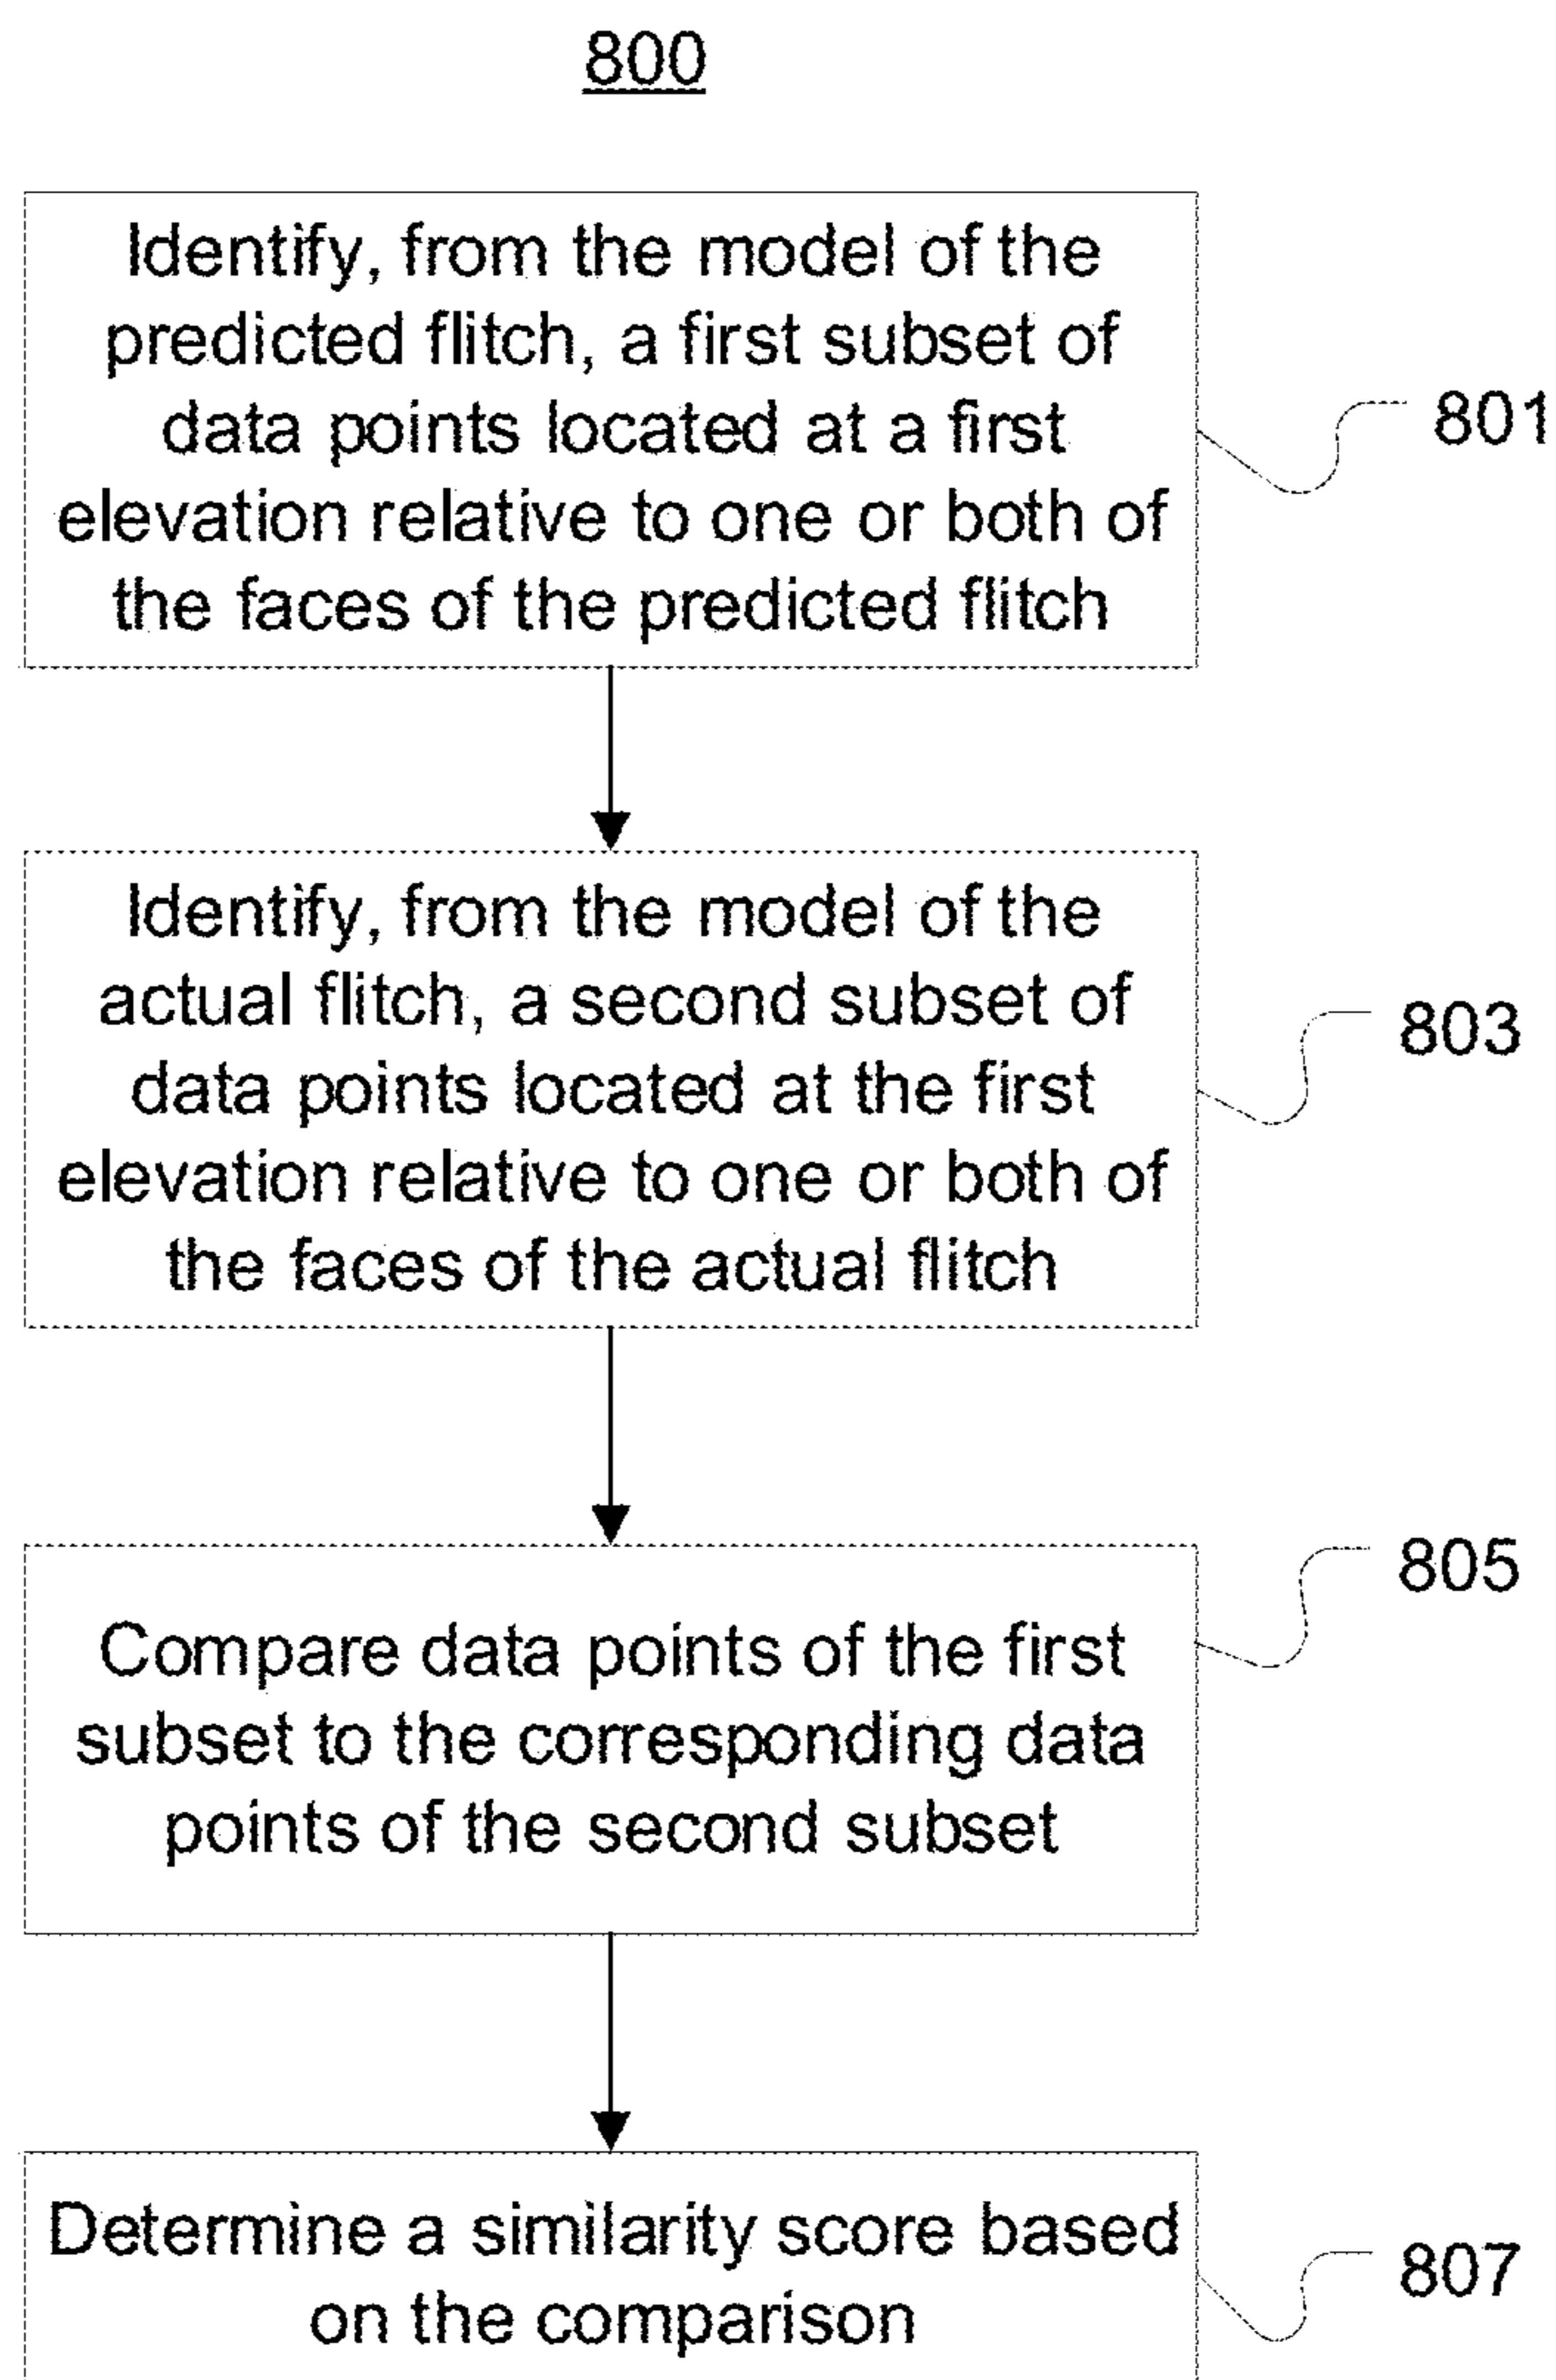 800
Identify, from the model of the
predicted flitch, a first subset of
data points located at a first
elevation relative to one or both of
the faces of the predicted flitch
801
Identify, from the model of the
actual flitch, a second subset of
data points located at the first
elevation relative to one or both of
the faces of the actual flitch
803
Compare data points of the first
subset to the corresponding data
points of the second subset
805
Determine a similarity score based
on the comparison
807